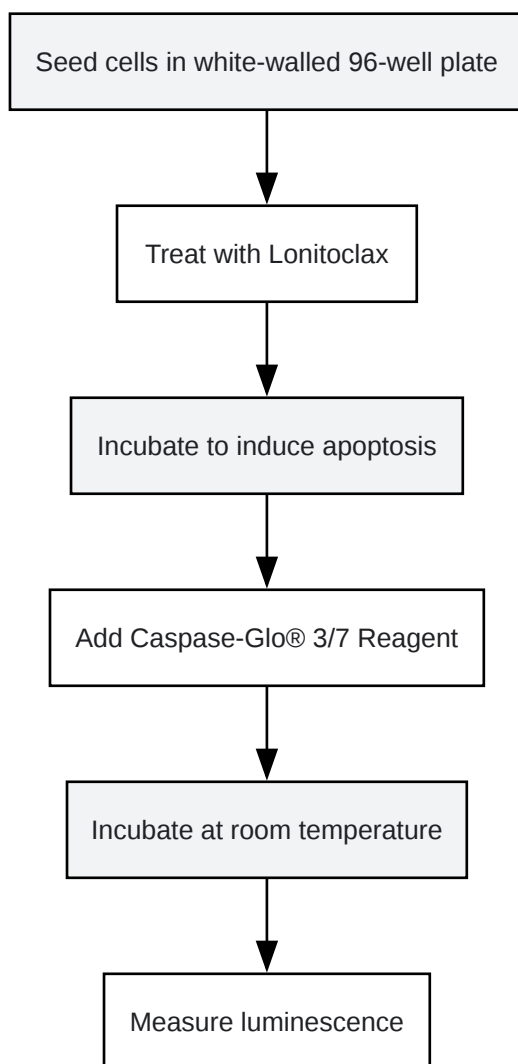 Seed cells in white-walled 96-well plate
Treat with Lonitoclax
Incubate to induce apoptosis
Add Caspase-Glo® 3/7 Reagent
Incubate at room temperature
Measure luminescence